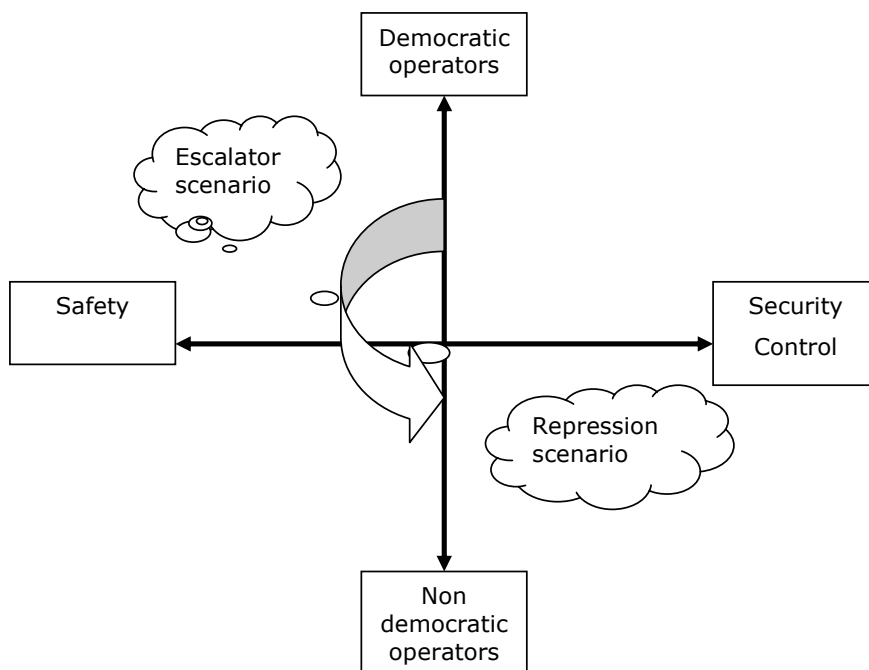 Democratic
operators
Escalator
scenario
Safety
Security
Control
Repression
scenario
Non
democratic
operators